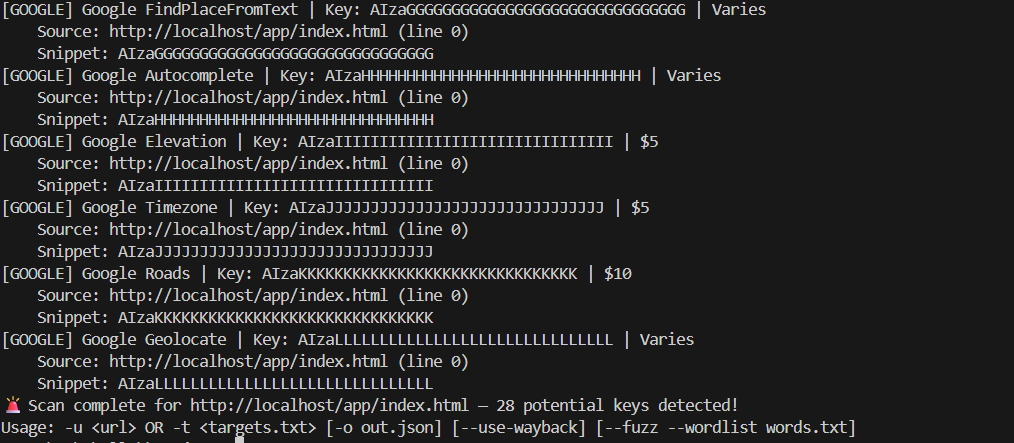 [GOOGLE] Google FindPlaceFromText | Key: AIzaGGGGGGGGGGGGGGGGGGGGGGGGGGGGGGG | Varies
Source: http://localhost/app/index.html (line 0)
Snippet: AIzaGGGGGGGGGGGGGGGGGGGGGGGGGGGGGGG
[GOOGLE] Google Autocomplete | Key: AIzaHHHHHHHHHHHHHHHHHHHHHHHHHHHHHHH | Varies
Source: http://localhost/app/index.html (line 0)
Snippet: AIzaHHHHHHHHHHHHHHHHHHHHHHHHHHHHHHH
[GOOGLE] Google Elevation | Key: AIzaIIIIIIIIIIIIIIIIIIIIIIIIIIIIIII | $5
Source: http://localhost/app/index.html (line 0)
Snippet: AIzaIIIIIIIIIIIIIIIIIIIIIIIIIIIIIII
[GOOGLE] Google Timezone | Key: AIzaJJJJJJJJJJJJJJJJJJJJJJJJJJJJJJJ | $5
Source: http://localhost/app/index.html (line 0)
Snippet: AIzaJJJJJJJJJJJJJJJJJJJJJJJJJJJJJJJ
[GOOGLE] Google Roads | Key: AIzaKKKKKKKKKKKKKKKKKKKKKKKKKKKKKKK | $10
Source: http://localhost/app/index.html (line 0)
Snippet: AIzaKKKKKKKKKKKKKKKKKKKKKKKKKKKKKKK
[GOOGLE] Google Geolocate | Key: AIzaLLLLLLLLLLLLLLLLLLLLLLLLLLLLLLL | Varies
Source: http://localhost/app/index.html (line 0)
Snippet: AIzaLLLLLLLLLLLLLLLLLLLLLLLLLLLLLLL
🚨 Scan complete for http://localhost/app/index.html — 28 potential keys detected!
Usage: -u <url> OR -t <targets.txt> [-o out.json] [--use-wayback] [--fuzz --wordlist words.txt]